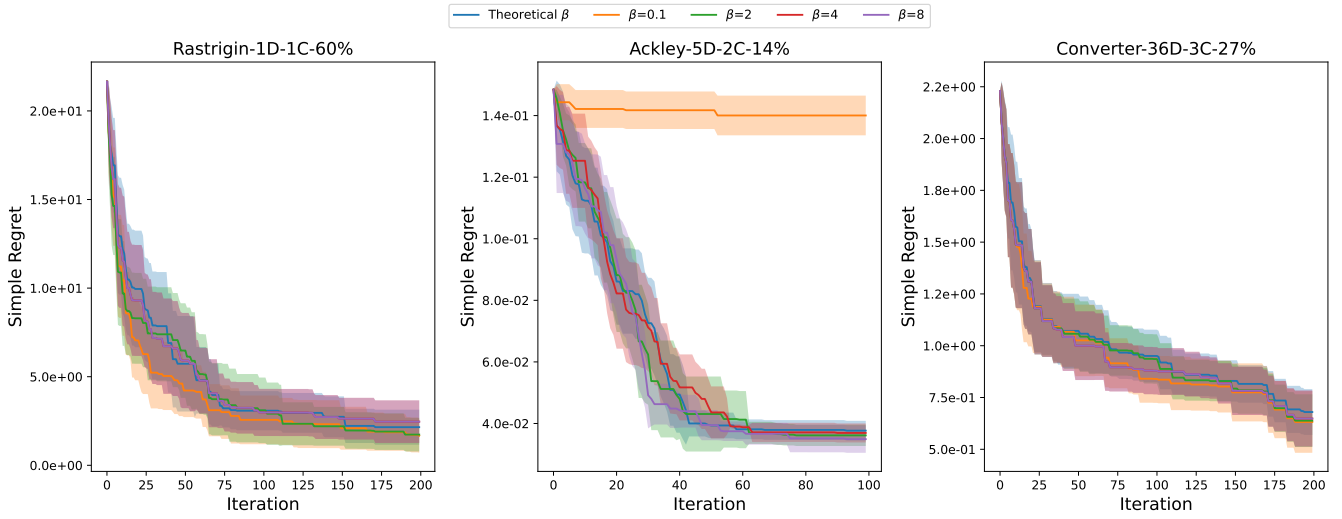 Theoretical β β=0.1 β=2 β=4 β=8
Rastrigin-1D-1C-60%
Simple Regret
2.0e+01
1.5e+01
1.0e+01
5.0e+00
0.0e+00
0 25 50 75 100 125 150 175 200
Iteration
Ackley-5D-2C-14%
Simple Regret
1.4e-01
1.2e-01
1.0e-01
8.0e-02
6.0e-02
4.0e-02
0 20 40 60 80 100
Iteration
Converter-36D-3C-27%
Simple Regret
2.2e+00
1.8e+00
1.5e+00
1.2e+00
1.0e+00
7.5e-01
5.0e-01
0 25 50 75 100 125 150 175 200
Iteration